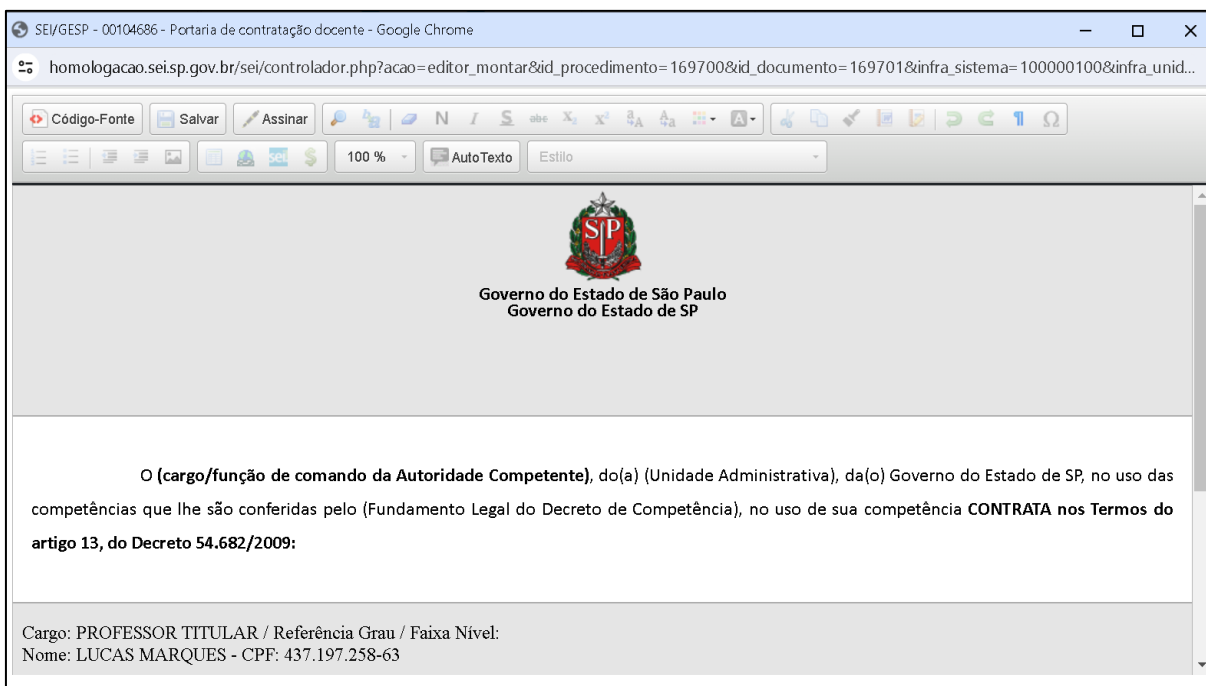 SEI/GESP - 00104686 - Portaria de contratação docente - Google Chrome
homologacao.sei.sp.gov.br/sei/controlador.php?acao=editor_montar&id_procedimento=169700&id_documento=169701&infra_sistema=100000100&infra_unid...
Código-Fonte Salvar Assinar N I S abc X₂ X² A
100 % AutoTexto Estilo
SP
Governo do Estado de São Paulo
Governo do Estado de SP
O (cargo/função de comando da Autoridade Competente), do(a) (Unidade Administrativa), da(o) Governo do Estado de SP, no uso das
competências que lhe são conferidas pelo (Fundamento Legal do Decreto de Competência), no uso de sua competência CONTRATA nos Termos do
artigo 13, do Decreto 54.682/2009:
Cargo: PROFESSOR TITULAR / Referência Grau / Faixa Nível:
Nome: LUCAS MARQUES - CPF: 437.197.258-63